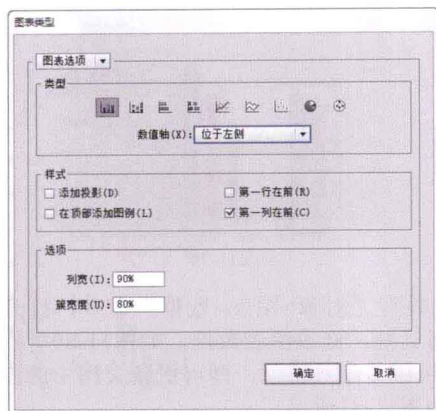 图表类型
图表选项
类型
数值轴(X): 位于左侧
样式
添加投影(D)
第一行在前(R)
在顶部添加图例(L)
第一列在前(C)
选项
列宽(I): 90%
簇宽度(U): 80%
确定
取消